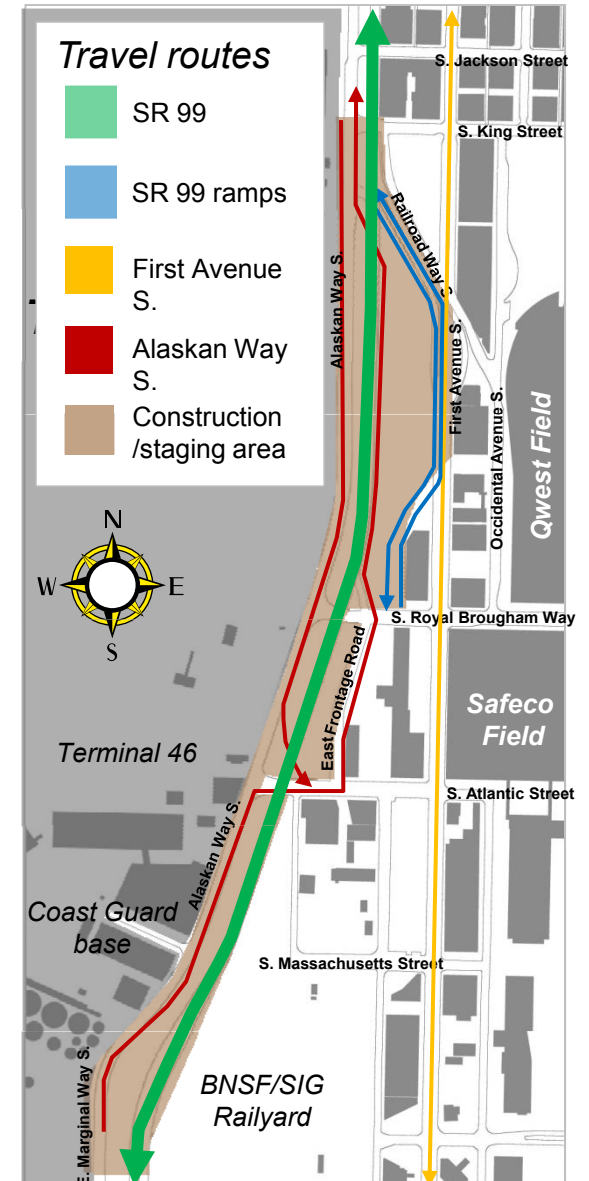 Travel routes
SR 99
SR 99 ramps
First Avenue
S.
Alaskan Way
S.
Construction
/staging area
S. Jackson Street
S. King Street
Railroad Way S.
Alaskan Way S.
First Avenue S.
Occidental Avenue S.
Qwest Field
N
W
E
S
S. Royal Brougham Way
East Frontage Road
Safeco
Field
Terminal 46
S. Atlantic Street
Alaskan Way S.
Coast Guard
base
S. Massachusetts Street
BNSF/SIG
Railyard
E. Marginal Way S.